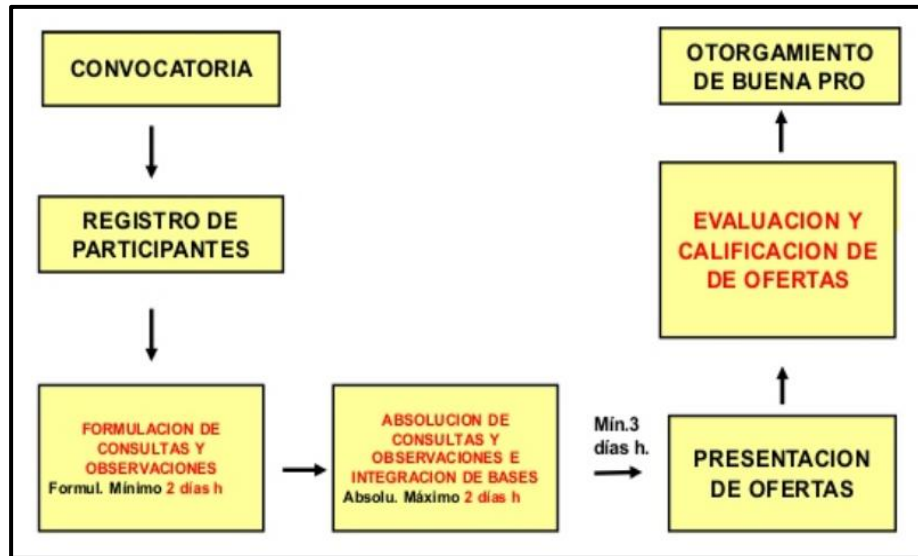 CONVOCATORIA
REGISTRO DE
PARTICIPANTES
FORMULACION DE
CONSULTAS Y
OBSERVACIONES
Formul. Mínimo 2 días h
ABSOLUCION DE
CONSULTAS Y
OBSERVACIONES E
INTEGRACION DE BASES
Absolu. Máximo 2 días h
Mín.3
días h.
PRESENTACION
DE OFERTAS
EVALUACION Y
CALIFICACION DE
DE OFERTAS
OTORGAMIENTO
DE BUENA PRO